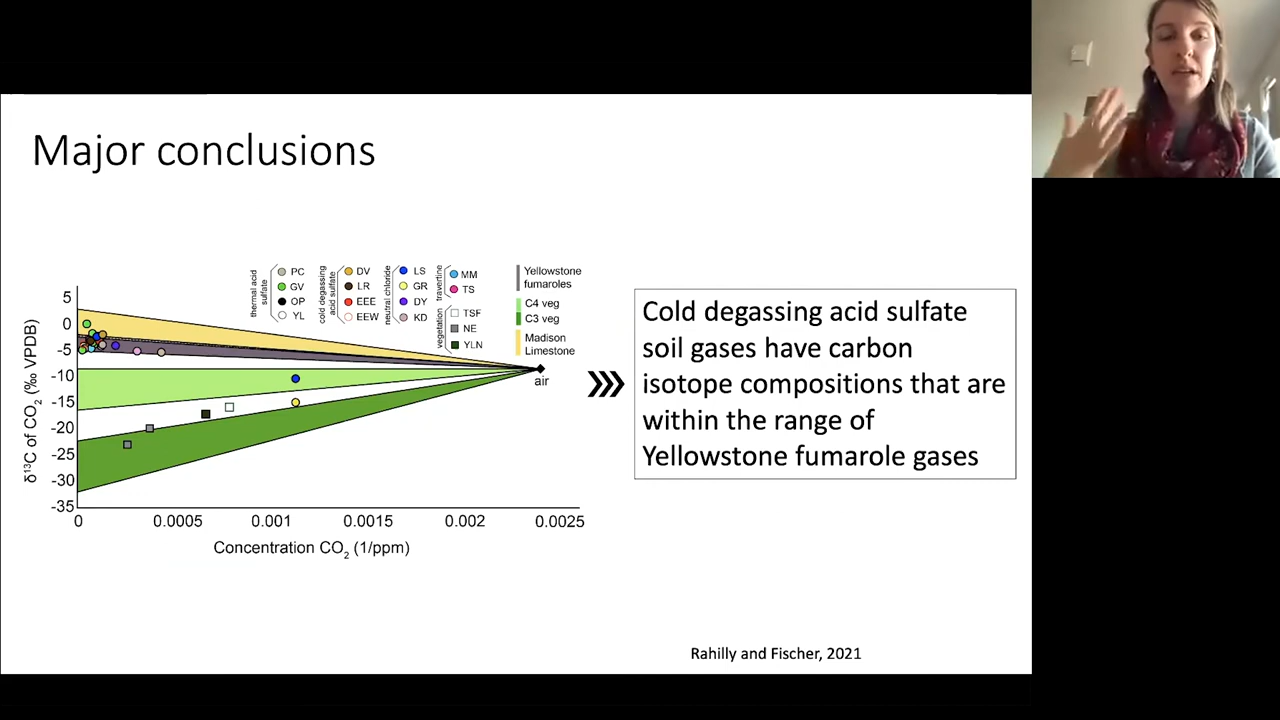 Major conclusions
thermal acid sulfate
PC
GV
OP
YL
cold degassing acid sulfate
DV
LR
EEE
EEW
neutral chloride
LS
GR
DY
KD
travertine
MM
TS
vegetation
TSF
NE
YLN
Yellowstone fumaroles
C4 veg
C3 veg
Madison Limestone
δ¹³C of CO₂ (‰ VPDB)
5
0
-5
-10
-15
-20
-25
-30
-35
air
0 0.0005 0.001 0.0015 0.002 0.0025
Concentration CO₂ (1/ppm)
Cold degassing acid sulfate
soil gases have carbon
isotope compositions that are
within the range of
Yellowstone fumarole gases
Rahilly and Fischer, 2021